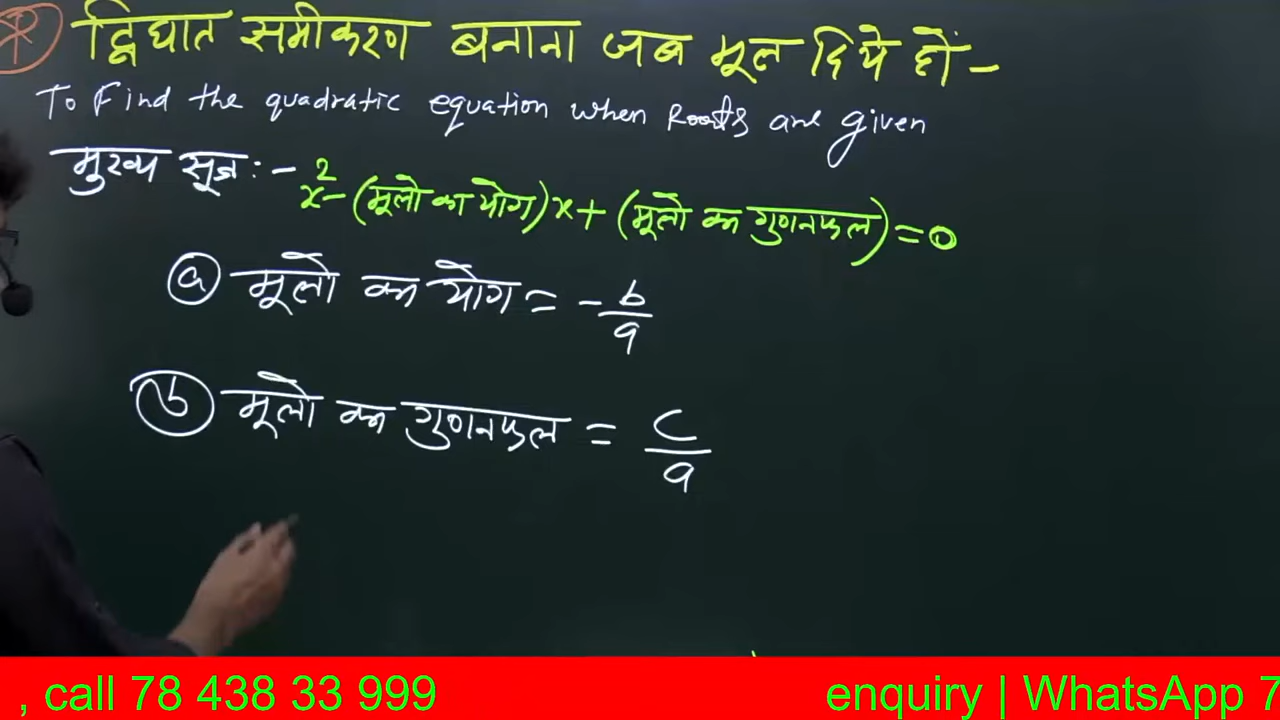 द्विघात समीकरण बनाना जब मूल दिये हों -
To Find the quadratic equation when Roots are given
मुख्य सूत्र :- x² - (मूलो का योग) x + (मूलो का गुणनफल) = 0
(a) मूलो का योग = - b/a
(b) मूलो का गुणनफल = c/a
, call 78 438 33 999 enquiry | WhatsApp 7